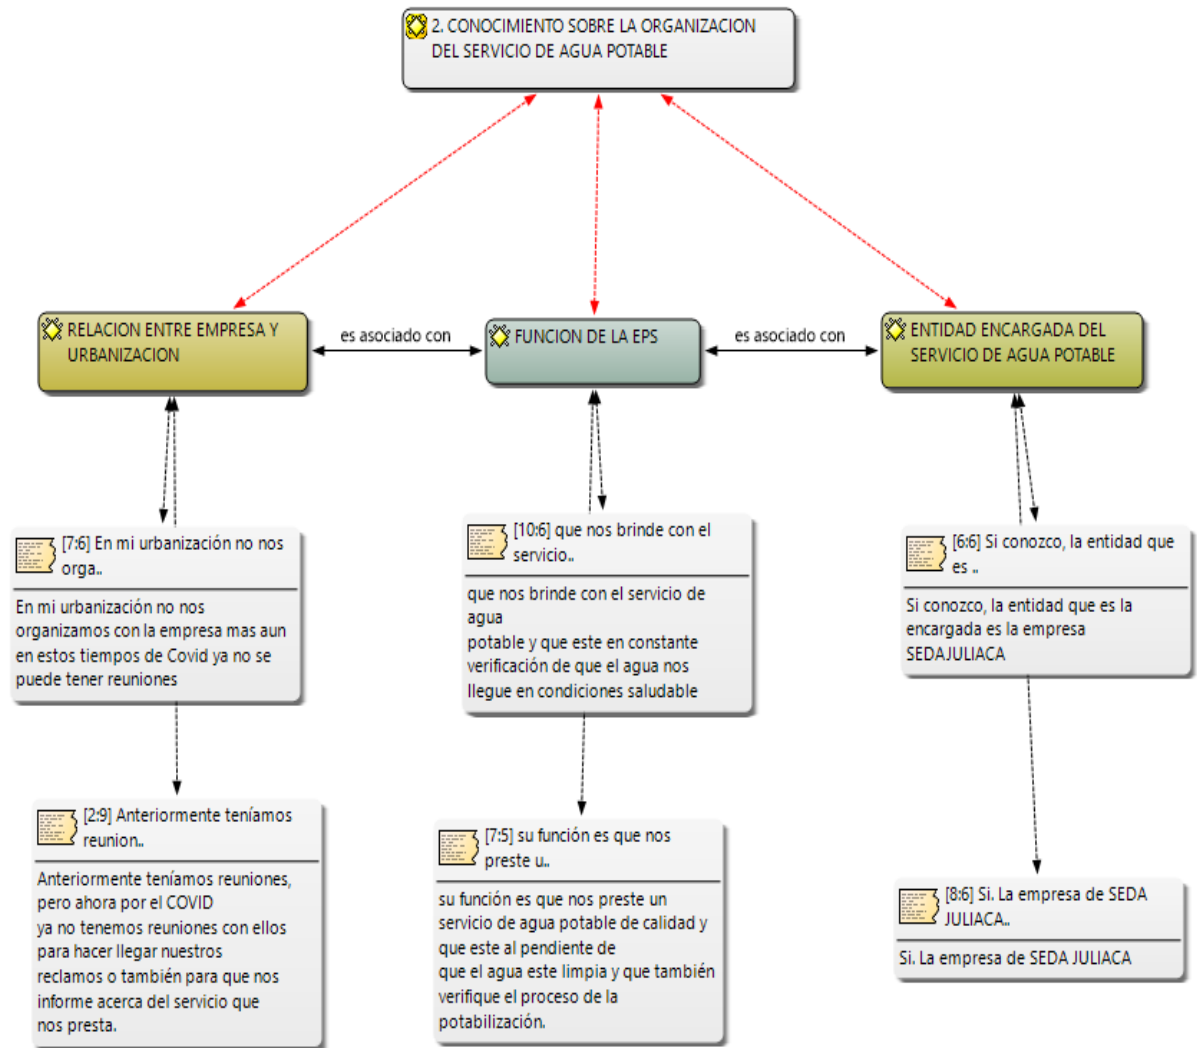 2. CONOCIMIENTO SOBRE LA ORGANIZACION
DEL SERVICIO DE AGUA POTABLE
RELACION ENTRE EMPRESA Y
URBANIZACION
es asociado con
FUNCION DE LA EPS
es asociado con
ENTIDAD ENCARGADA DEL
SERVICIO DE AGUA POTABLE
[7:6] En mi urbanización no nos
orga..
En mi urbanización no nos
organizamos con la empresa mas aun
en estos tiempos de Covid ya no se
puede tener reuniones
[10:6] que nos brinde con el
servicio..
que nos brinde con el servicio de
agua
potable y que este en constante
verificación de que el agua nos
llegue en condiciones saludable
[6:6] Si conozco, la entidad que
es ..
Si conozco, la entidad que es la
encargada es la empresa
SEDAJULIACA
[2:9] Anteriormente teníamos
reunion..
Anteriormente teníamos reuniones,
pero ahora por el COVID
ya no tenemos reuniones con ellos
para hacer llegar nuestros
reclamos o también para que nos
informe acerca del servicio que
nos presta.
[7:5] su función es que nos
preste u..
su función es que nos preste un
servicio de agua potable de calidad y
que este al pendiente de
que el agua este limpia y que también
verifique el proceso de la
potabilización.
[8:6] Si. La empresa de SEDA
JULIACA..
Si. La empresa de SEDA JULIACA